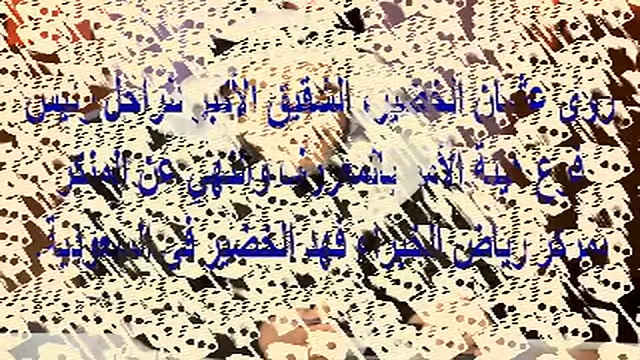 روى عثمان الخضير، الشقيق الأكبر للراحل رئيس
فرع هيئة الأمر بالمعروف والنهي عن المنكر
بمركز رياض الخبراء فهد الخضير في السعودية